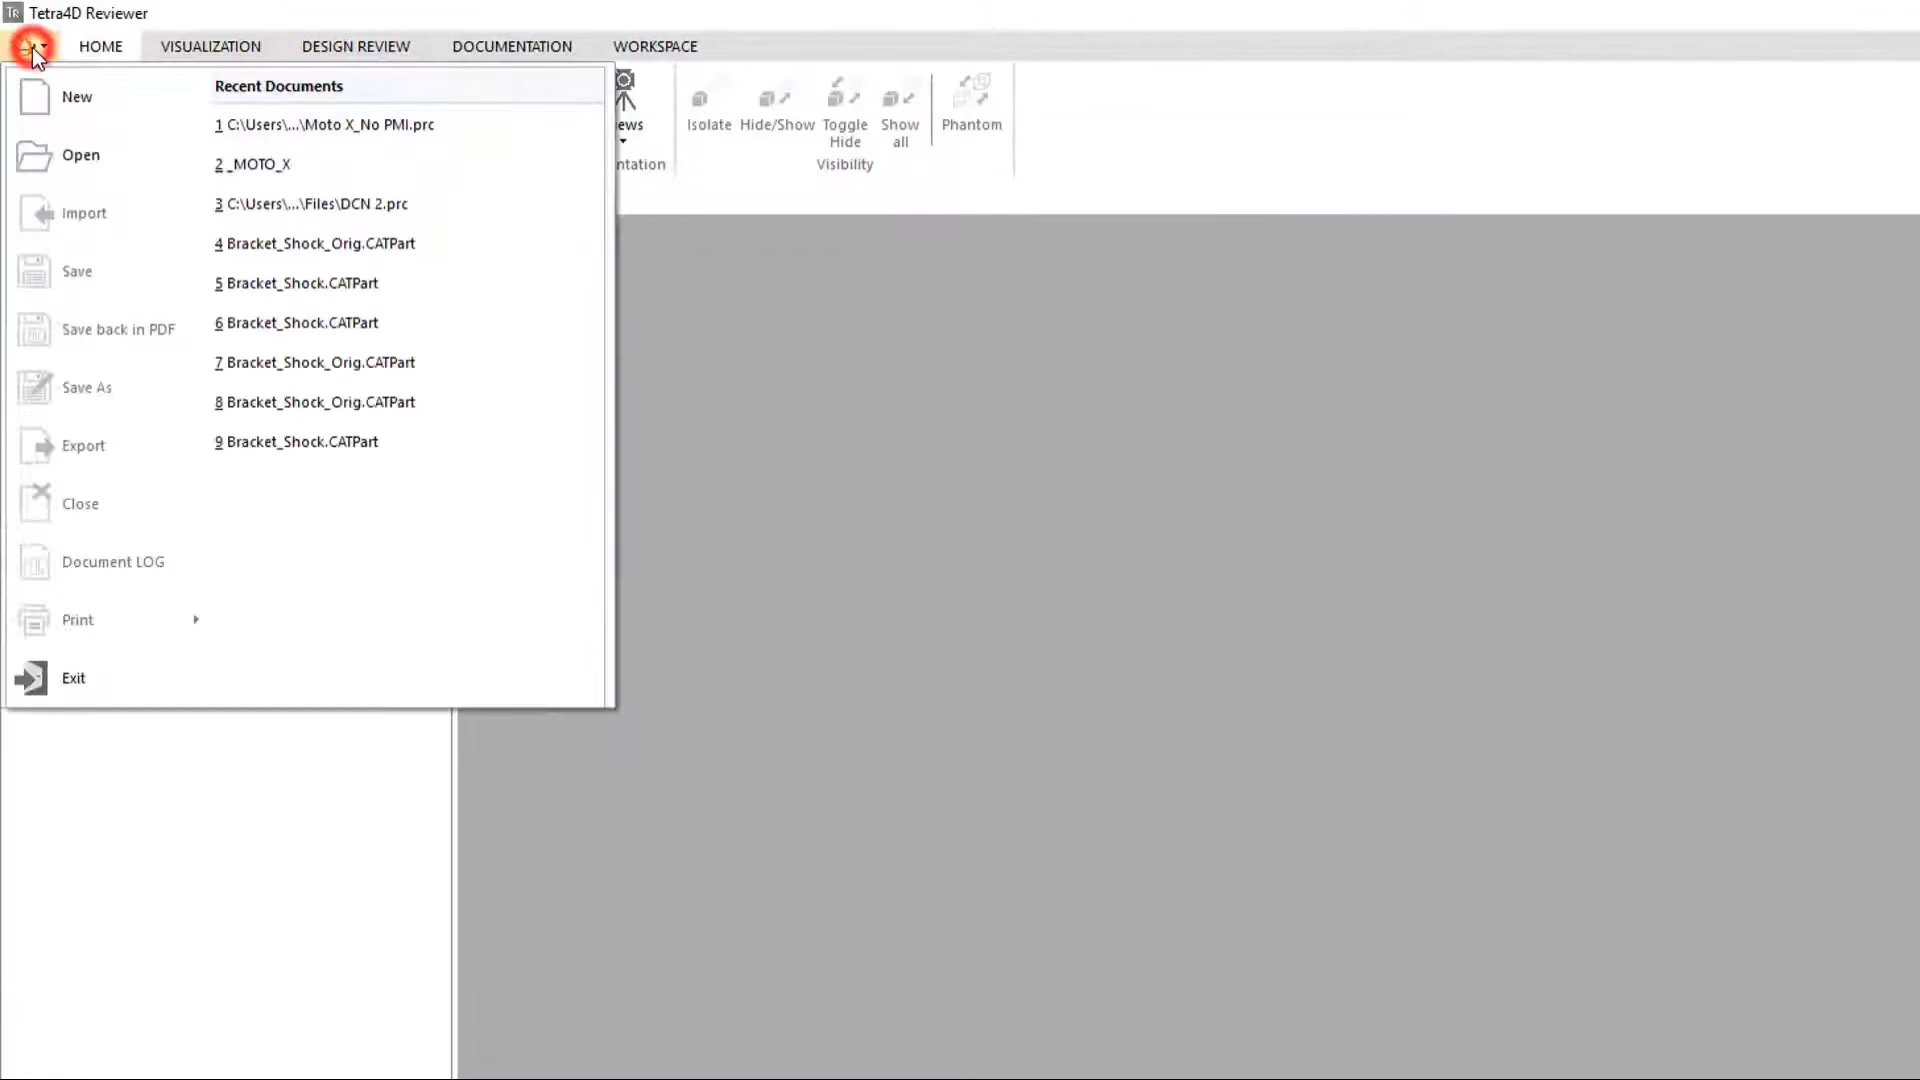 TR Tetra4D Reviewer
HOME VISUALIZATION DESIGN REVIEW DOCUMENTATION WORKSPACE
New
Open
Import
Save
Save back in PDF
Save As
Export
Close
Document LOG
Print
Exit
Recent Documents
1 C:\Users\...\Moto X_No PMI.prc
2 _MOTO_X
3 C:\Users\...\Files\DCN 2.prc
4 Bracket_Shock_Orig.CATPart
5 Bracket_Shock.CATPart
6 Bracket_Shock.CATPart
7 Bracket_Shock_Orig.CATPart
8 Bracket_Shock_Orig.CATPart
9 Bracket_Shock.CATPart
iews
ntation
Isolate
Hide/Show
Toggle
Hide
Show
all
Phantom
Visibility